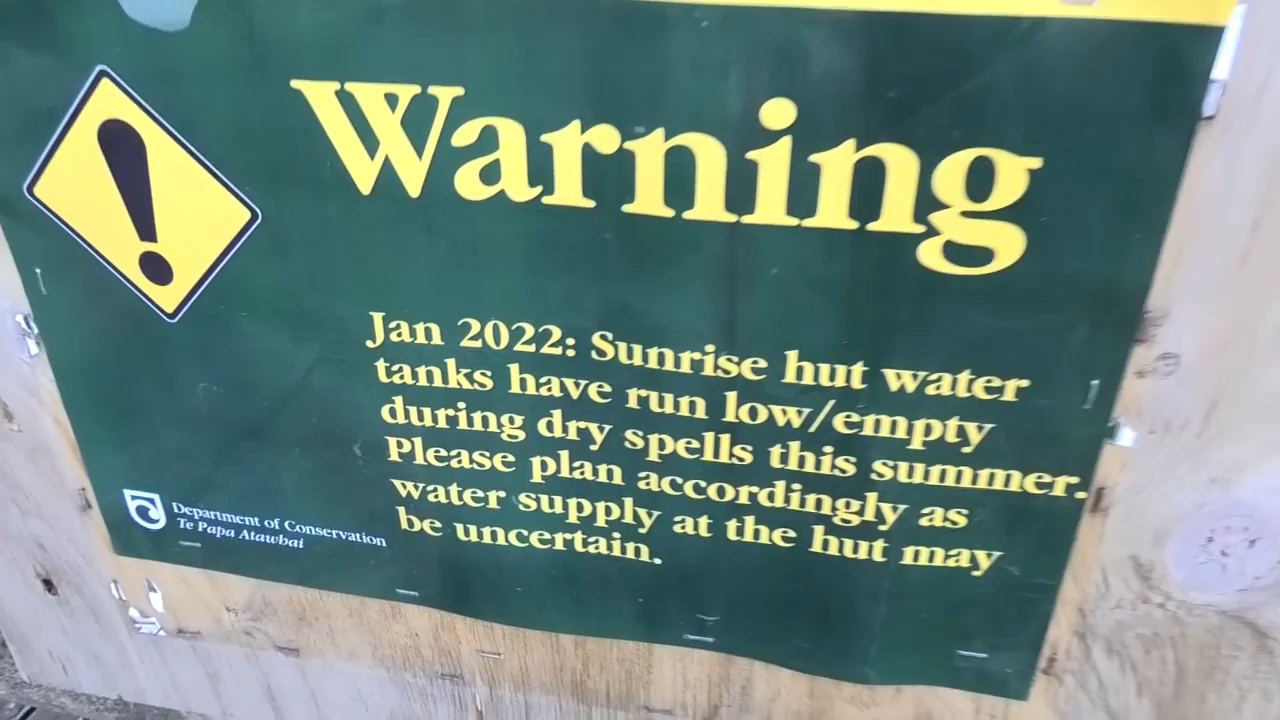 Warning
Jan 2022: Sunrise hut water
tanks have run low/empty
during dry spells this summer.
Please plan accordingly as
water supply at the hut may
be uncertain.
Department of Conservation
Te Papa Atawhai